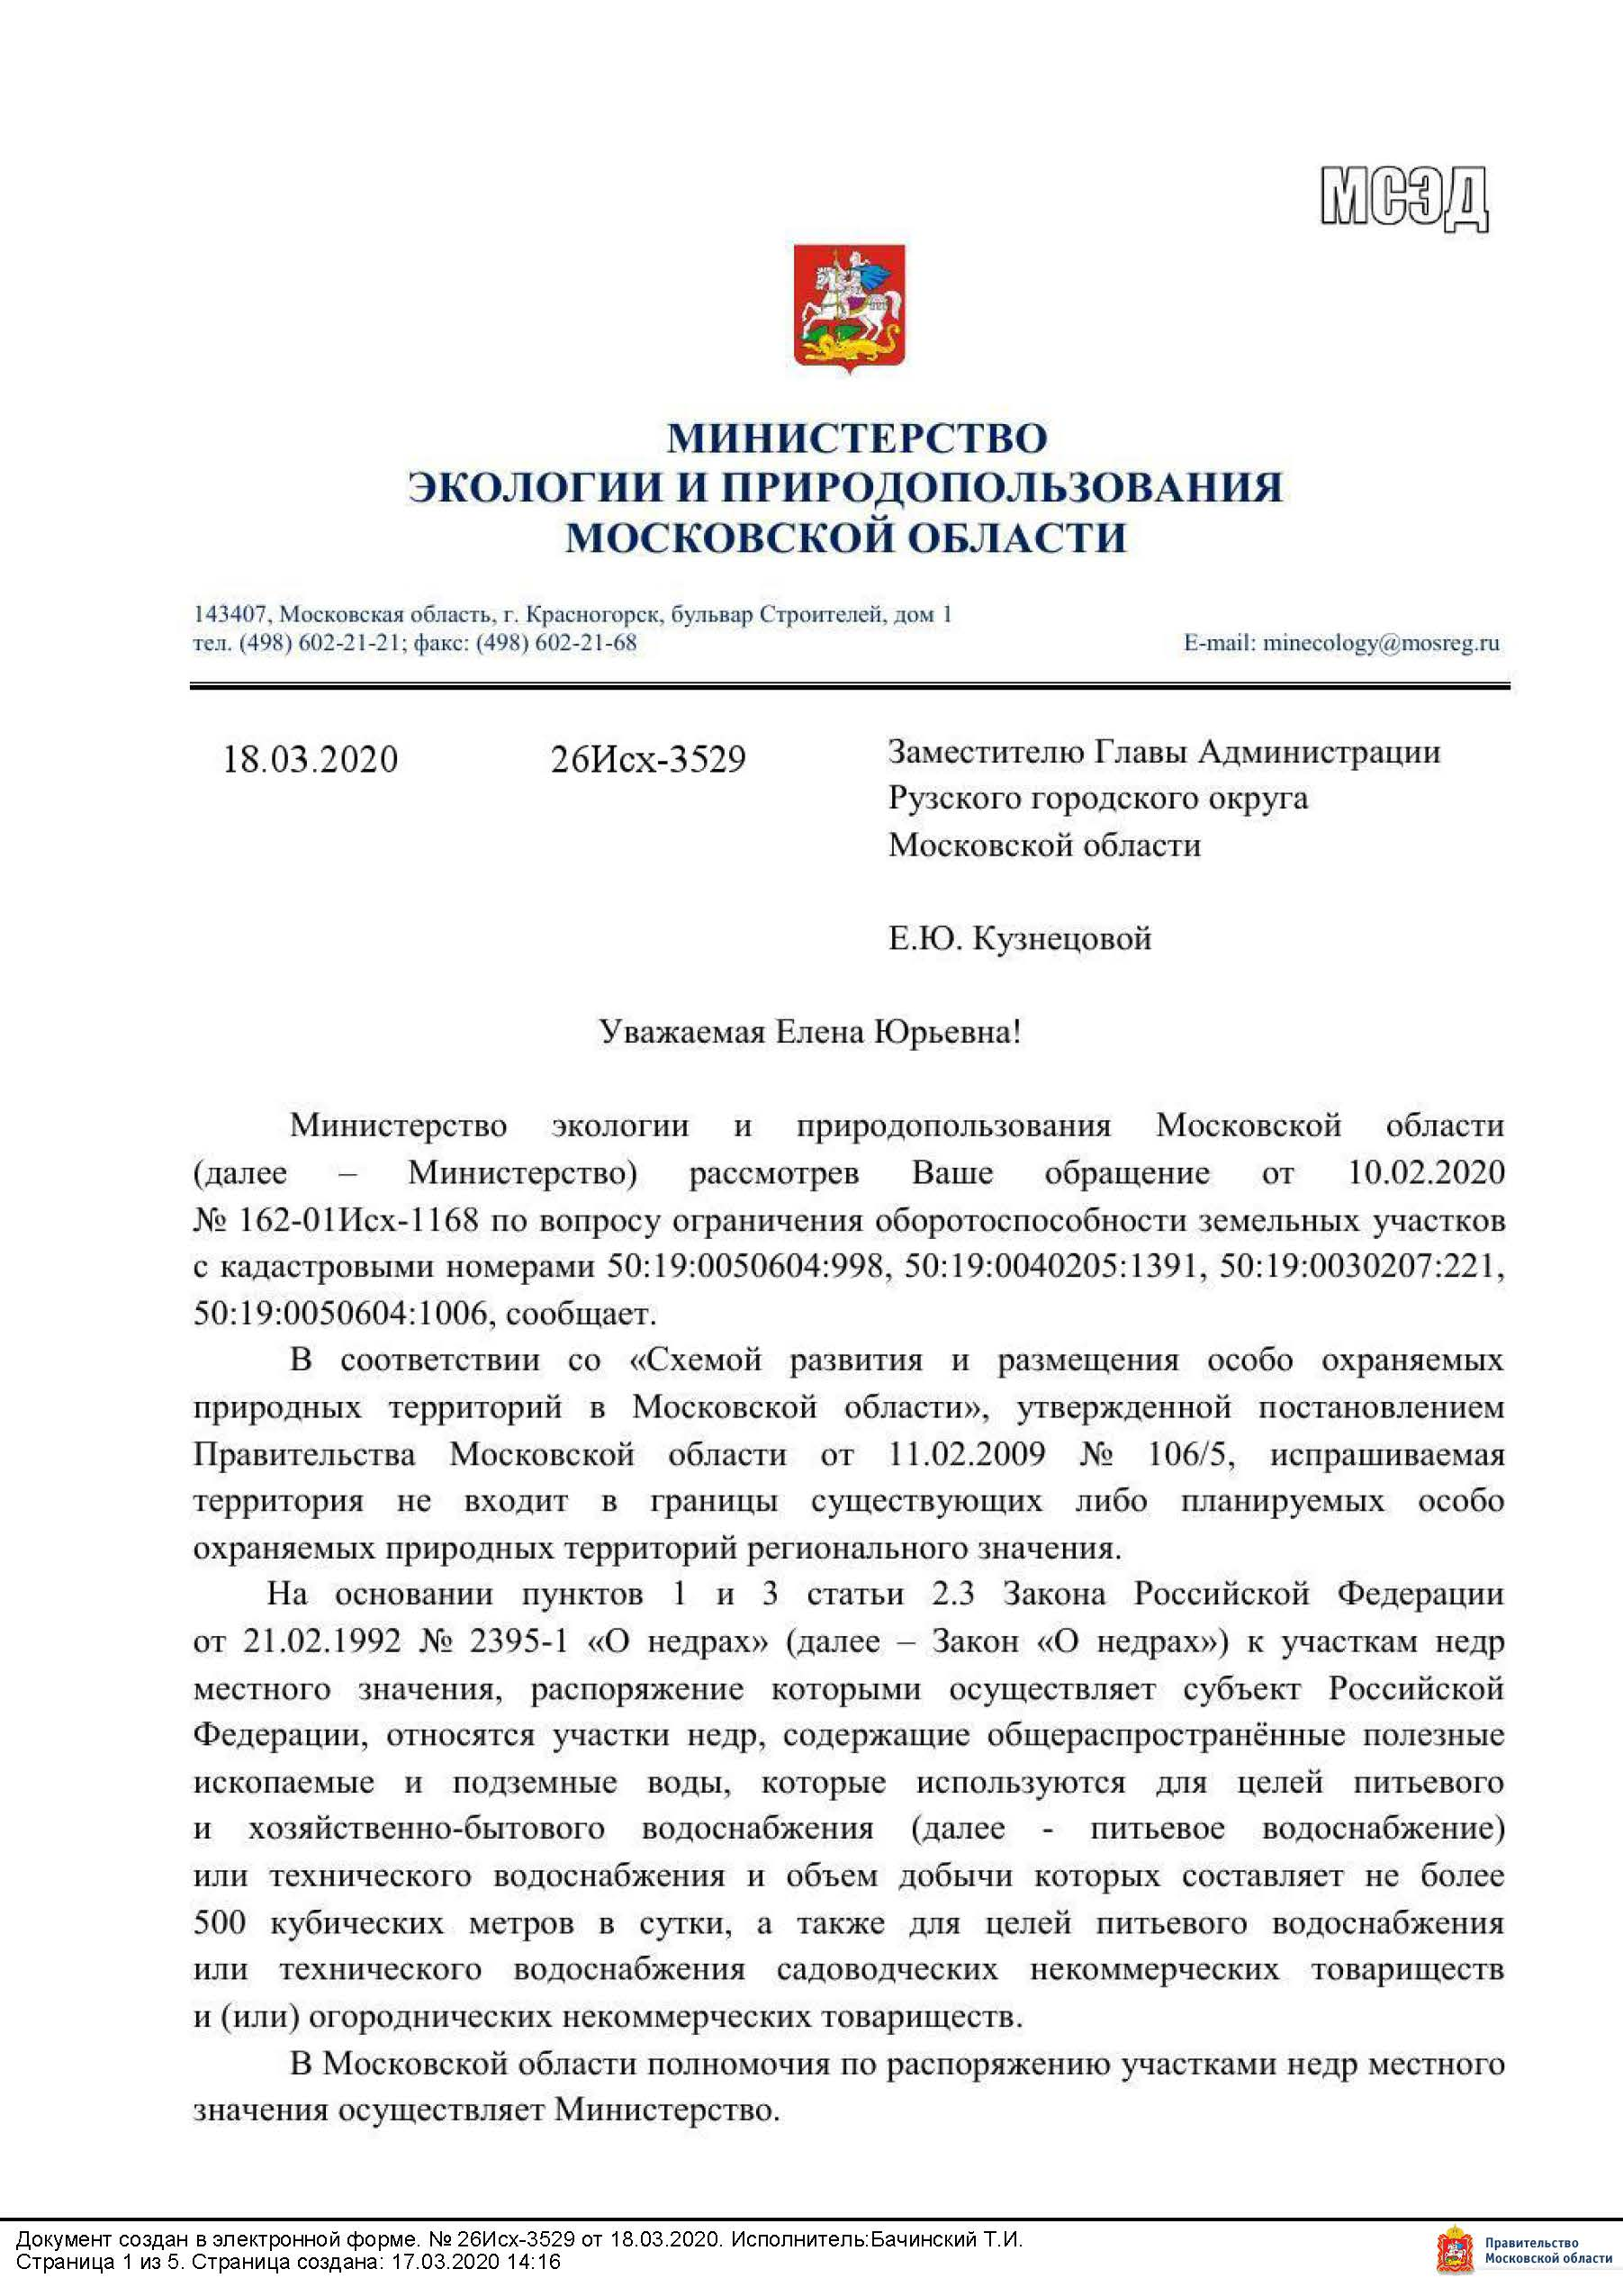 МСЭД
МИНИСТЕРСТВО
ЭКОЛОГИИ И ПРИРОДОПОЛЬЗОВАНИЯ
МОСКОВСКОЙ ОБЛАСТИ
143407, Московская область, г. Красногорск, бульвар Строителей, дом 1
тел. (498) 602-21-21; факс: (498) 602-21-68
E-mail: minecology@mosreg.ru
18.03.2020
26Исх-3529
Заместителю Главы Администрации
Рузского городского округа
Московской области
Е.Ю. Кузнецовой
Уважаемая Елена Юрьевна!
Министерство экологии и природопользования Московской области
(далее – Министерство) рассмотрев Ваше обращение от 10.02.2020
№ 162-01Исх-1168 по вопросу ограничения оборотоспособности земельных участков
с кадастровыми номерами 50:19:0050604:998, 50:19:0040205:1391, 50:19:0030207:221,
50:19:0050604:1006, сообщает.
В соответствии со «Схемой развития и размещения особо охраняемых
природных территорий в Московской области», утвержденной постановлением
Правительства Московской области от 11.02.2009 № 106/5, испрашиваемая
территория не входит в границы существующих либо планируемых особо
охраняемых природных территорий регионального значения.
На основании пунктов 1 и 3 статьи 2.3 Закона Российской Федерации
от 21.02.1992 № 2395-1 «О недрах» (далее – Закон «О недрах») к участкам недр
местного значения, распоряжение которыми осуществляет субъект Российской
Федерации, относятся участки недр, содержащие общераспространённые полезные
ископаемые и подземные воды, которые используются для целей питьевого
и хозяйственно-бытового водоснабжения (далее - питьевое водоснабжение)
или технического водоснабжения и объем добычи которых составляет не более
500 кубических метров в сутки, а также для целей питьевого водоснабжения
или технического водоснабжения садоводческих некоммерческих товариществ
и (или) огороднических некоммерческих товариществ.
В Московской области полномочия по распоряжению участками недр местного
значения осуществляет Министерство.
Документ создан в электронной форме. № 26Исх-3529 от 18.03.2020. Исполнитель:Бачинский Т.И.
Страница 1 из 5. Страница создана: 17.03.2020 14:16
Правительство
Московской области